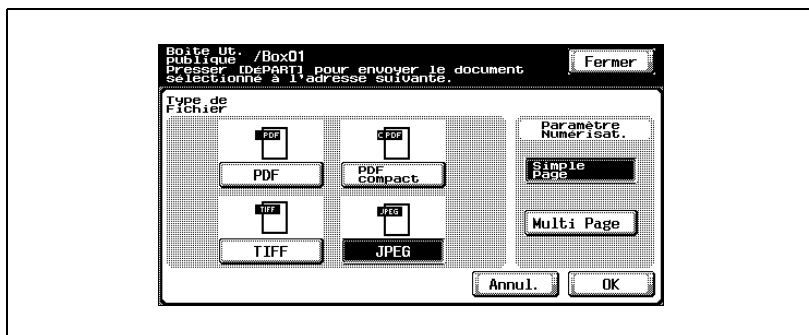 Boîte Ut.
publique /Box01
Presser [DéPART] pour envoyer le document
sélectionné à l'adresse suivante.
Fermer
Type de
Fichier
PDF
C PDF
PDF
PDF
compact
TIFF
JPEG
TIFF
JPEG
Paramètre
Numérisat.
Simple
Page
Multi Page
Annul.
OK